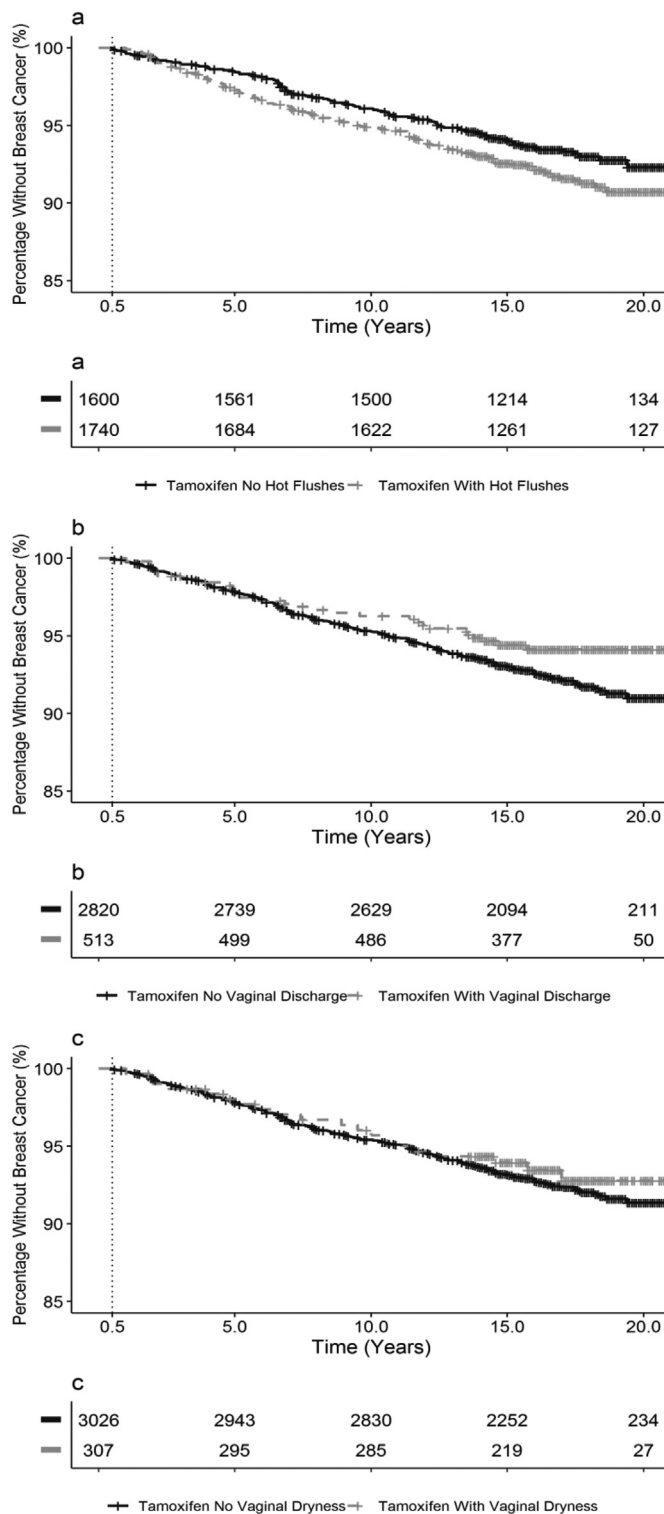 a
Percentage Without Breast Cancer (%)
100
95
90
85
0.5 5.0 10.0 15.0 20.0
Time (Years)
a
1600 1561 1500 1214 134
1740 1684 1622 1261 127
Tamoxifen No Hot Flushes Tamoxifen With Hot Flushes
b
Percentage Without Breast Cancer (%)
100
95
90
85
0.5 5.0 10.0 15.0 20.0
Time (Years)
b
2820 2739 2629 2094 211
513 499 486 377 50
Tamoxifen No Vaginal Discharge Tamoxifen With Vaginal Discharge
c
Percentage Without Breast Cancer (%)
100
95
90
85
0.5 5.0 10.0 15.0 20.0
Time (Years)
c
3026 2943 2830 2252 234
307 295 285 219 27
Tamoxifen No Vaginal Dryness Tamoxifen With Vaginal Dryness